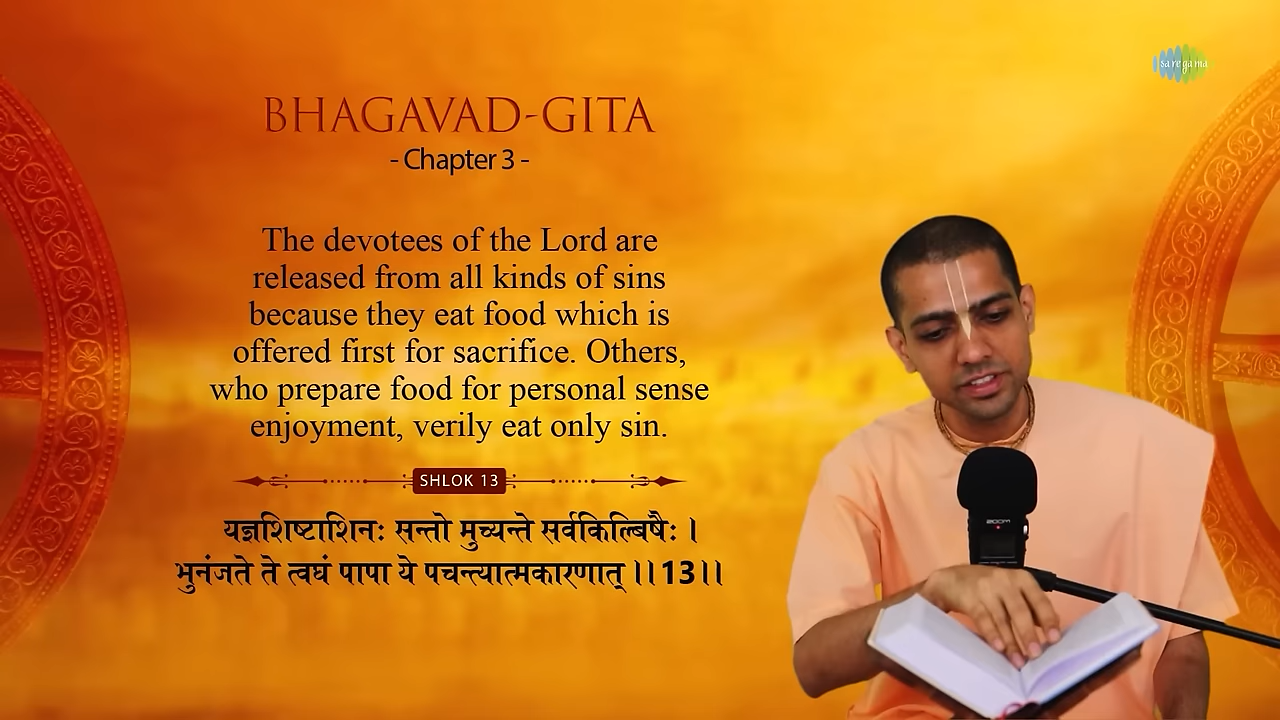 saregama
BHAGAVAD-GITA
- Chapter 3 -
The devotees of the Lord are
released from all kinds of sins
because they eat food which is
offered first for sacrifice. Others,
who prepare food for personal sense
enjoyment, verily eat only sin.
SHLOK 13
यज्ञशिष्टाशिनः सन्तो मुच्यन्ते सर्वकिल्बिषैः ।
भुनंजते ते त्वघं पापा ये पचन्त्यात्मकारणात् ।।13।।
zoom